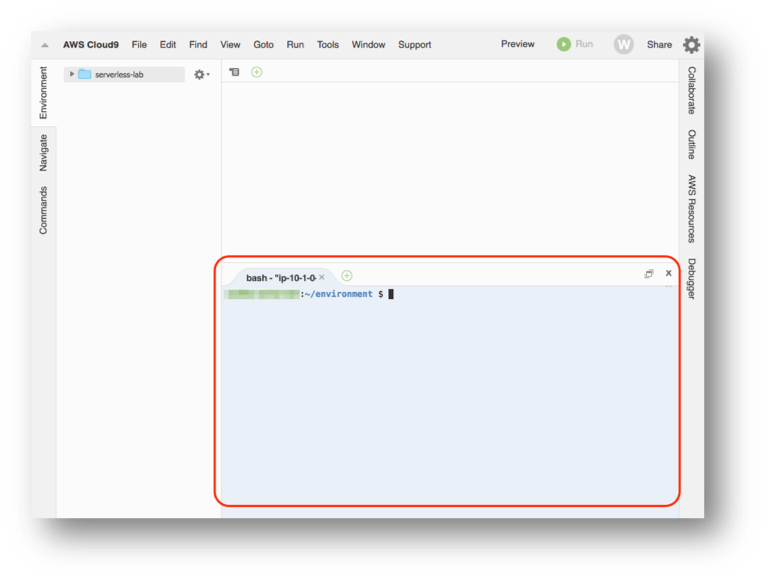 AWS Cloud9 File Edit Find View Goto Run Tools Window Support Preview Run W Share
Environment
Navigate
Commands
serverless-lab
bash - "ip-10-1-0-
:~/environment $
Collaborate
Outline
AWS Resources
Debugger